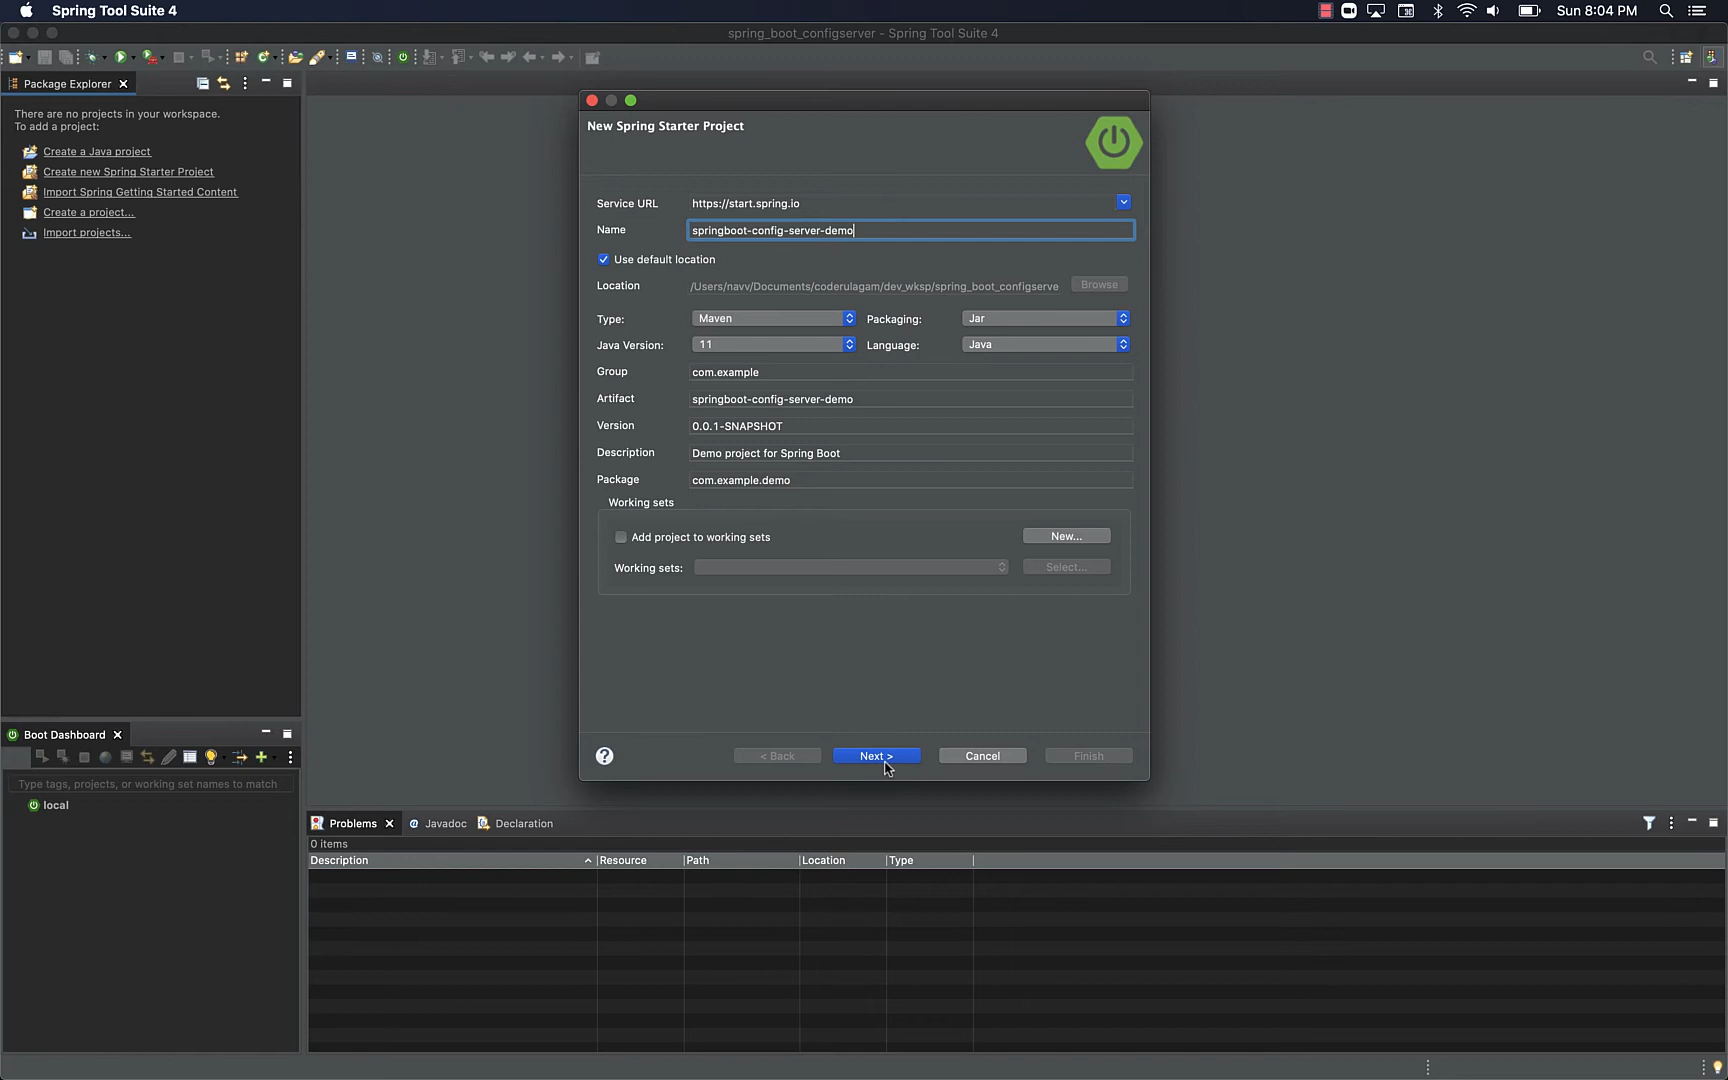 Spring Tool Suite 4
Sun 8:04 PM
spring_boot_configserver - Spring Tool Suite 4
Package Explorer
There are no projects in your workspace.
To add a project:
Create a Java project
Create new Spring Starter Project
Import Spring Getting Started Content
Create a project...
Import projects...
New Spring Starter Project
Service URL https://start.spring.io
Name springboot-config-server-demo
Use default location
Location /Users/navv/Documents/coderulagam/dev_wksp/spring_boot_configserve Browse
Type: Maven Packaging: Jar
Java Version: 11 Language: Java
Group com.example
Artifact springboot-config-server-demo
Version 0.0.1-SNAPSHOT
Description Demo project for Spring Boot
Package com.example.demo
Working sets
Add project to working sets New...
Working sets: Select...
? < Back Next > Cancel Finish
Boot Dashboard
Type tags, projects, or working set names to match
local
Problems Javadoc Declaration
0 items
Description Resource Path Location Type